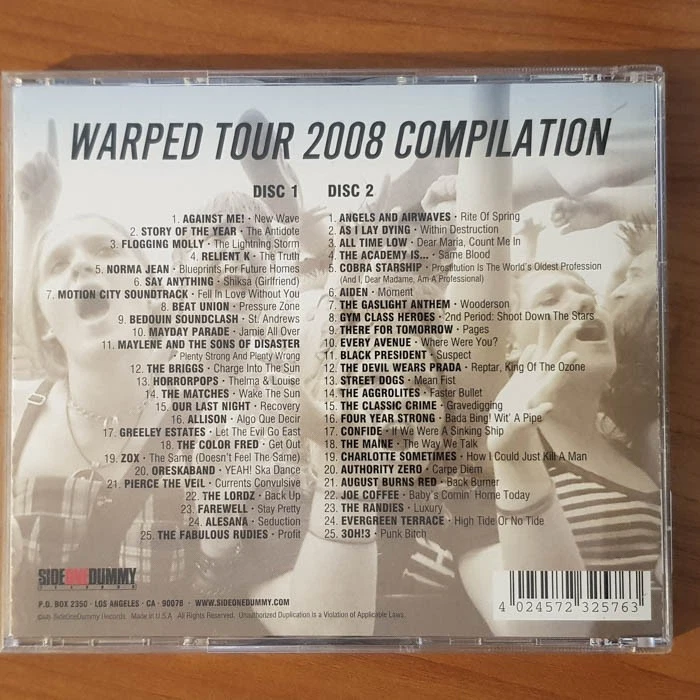 WARPED TOUR 2008 COMPILATION
DISC 1
1. AGAINST ME! · New Wave
2. STORY OF THE YEAR · The Antidote
3. FLOGGING MOLLY · The Lightning Storm
4. RELIENT K · The Truth
5. NORMA JEAN · Blueprints For Future Homes
6. SAY ANYTHING · Shiksa (Girlfriend)
7. MOTION CITY SOUNDTRACK · Fell In Love Without You
8. BEAT UNION · Pressure Zone
9. BEDOUIN SOUNDCLASH · St. Andrews
10. MAYDAY PARADE · Jamie All Over
11. MAYLENE AND THE SONS OF DISASTER
· Plenty Strong And Plenty Wrong
12. THE BRIGGS · Charge Into The Sun
13. HORRORPOPS · Thelma & Louise
14. THE MATCHES · Wake The Sun
15. OUR LAST NIGHT · Recovery
16. ALLISON · Algo Que Decir
17. GREELEY ESTATES · Let The Evil Go East
18. THE COLOR FRED · Get Out
19. ZOX · The Same (Doesn't Feel The Same)
20. ORESKABAND · YEAH! Ska Dance
21. PIERCE THE VEIL · Currents Convulsive
22. THE LORDZ · Back Up
23. FAREWELL · Stay Pretty
24. ALESANA · Seduction
25. THE FABULOUS RUDIES · Profit
DISC 2
1. ANGELS AND AIRWAVES · Rite Of Spring
2. AS I LAY DYING · Within Destruction
3. ALL TIME LOW · Dear Maria, Count Me In
4. THE ACADEMY IS... · Same Blood
5. COBRA STARSHIP · Prostitution Is The World's Oldest Profession
(And I, Dear Madame, Am A Professional)
6. AIDEN · Moment
7. THE GASLIGHT ANTHEM · Wooderson
8. GYM CLASS HEROES · 2nd Period: Shoot Down The Stars
9. THERE FOR TOMORROW · Pages
10. EVERY AVENUE · Where Were You?
11. BLACK PRESIDENT · Suspect
12. THE DEVIL WEARS PRADA · Reptar, King Of The Ozone
13. STREET DOGS · Mean Fist
14. THE AGGROLITES · Faster Bullet
15. THE CLASSIC CRIME · Gravedigging
16. FOUR YEAR STRONG · Bada Bing! Wit' A Pipe
17. CONFIDE · If We Were A Sinking Ship
18. THE MAINE · The Way We Talk
19. CHARLOTTE SOMETIMES · How I Could Just Kill A Man
20. AUTHORITY ZERO · Carpe Diem
21. AUGUST BURNS RED · Back Burner
22. JOE COFFEE · Baby's Comin' Home Today
23. THE RANDIES · Luxury
24. EVERGREEN TERRACE · High Tide Or No Tide
25. 3OH!3 · Punk Bitch
SIDEONEDUMMY
RECORDS
P.O. BOX 2350 · LOS ANGELES · CA · 90078 · WWW.SIDEONEDUMMY.COM
SideOneDummy Records. Made in U.S.A. All Rights Reserved. Unauthorized Duplication is a Violation of Applicable Laws.
4 024572 325763